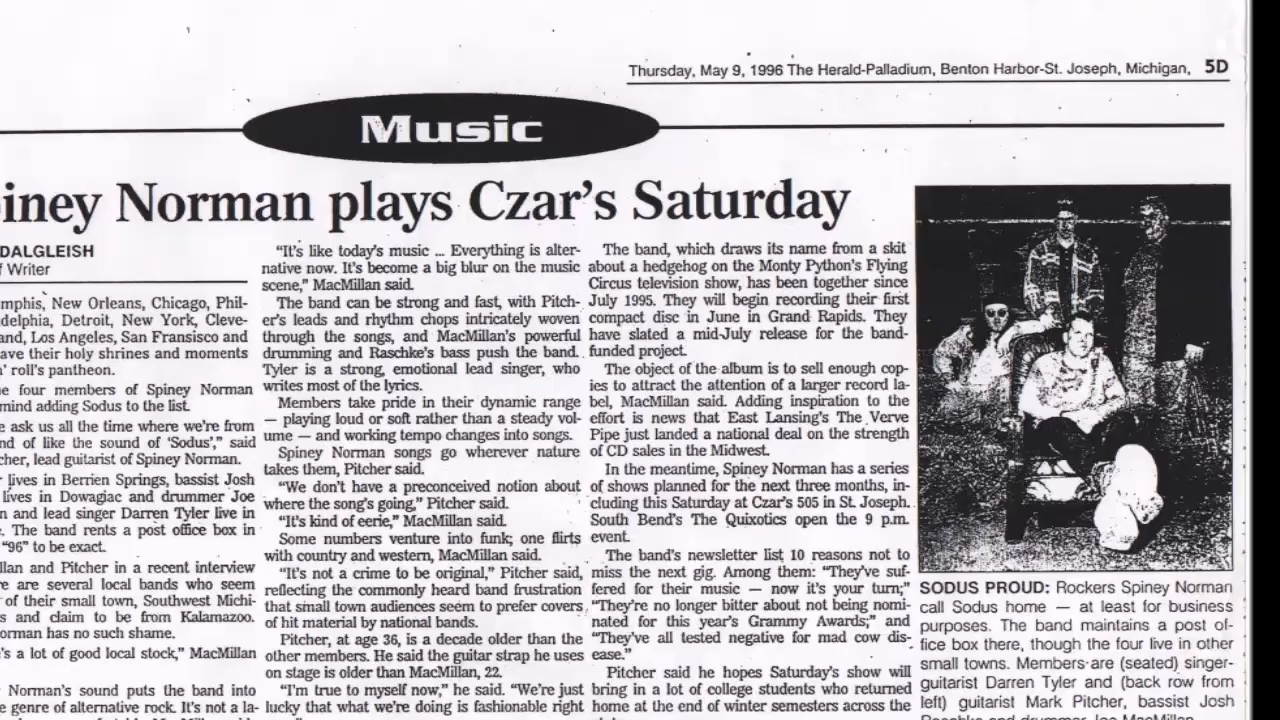 Thursday, May 9, 1996 The Herald-Palladium, Benton Harbor-St. Joseph, Michigan, 5D
Music
iney Norman plays Czar's Saturday
DALGLEISH
f Writer
mphis, New Orleans, Chicago, Phil-
delphia, Detroit, New York, Cleve-
and, Los Angeles, San Fransisco and
ave their holy shrines and moments
n' roll's pantheon.
e four members of Spiney Norman
mind adding Sodus to the list.
e ask us all the time where we're from
nd of like the sound of 'Sodus'," said
cher, lead guitarist of Spiney Norman.
r lives in Berrien Springs, bassist Josh
lives in Dowagiac and drummer Joe
n and lead singer Darren Tyler live in
e. The band rents a post office box in
"96" to be exact.
llan and Pitcher in a recent interview
re are several local bands who seem
of their small town, Southwest Michi-
s and claim to be from Kalamazoo.
orman has no such shame.
's a lot of good local stock," MacMillan
Norman's sound puts the band into
e genre of alternative rock. It's not a la-
"It's like today's music ... Everything is alter-
native now. It's become a big blur on the music
scene," MacMillan said.
The band can be strong and fast, with Pitch-
er's leads and rhythm chops intricately woven
through the songs, and MacMillan's powerful
drumming and Raschke's bass push the band.
Tyler is a strong, emotional lead singer, who
writes most of the lyrics.
Members take pride in their dynamic range
— playing loud or soft rather than a steady vol-
ume — and working tempo changes into songs.
Spiney Norman songs go wherever nature
takes them, Pitcher said.
"We don't have a preconceived notion about
where the song's going," Pitcher said.
"It's kind of eerie," MacMillan said.
Some numbers venture into funk; one flirts
with country and western, MacMillan said.
"It's not a crime to be original," Pitcher said,
reflecting the commonly heard band frustration
that small town audiences seem to prefer covers
of hit material by national bands.
Pitcher, at age 36, is a decade older than the
other members. He said the guitar strap he uses
on stage is older than MacMillan, 22.
"I'm true to myself now," he said. "We're just
lucky that what we're doing is fashionable right
The band, which draws its name from a skit
about a hedgehog on the Monty Python's Flying
Circus television show, has been together since
July 1995. They will begin recording their first
compact disc in June in Grand Rapids. They
have slated a mid-July release for the band-
funded project.
The object of the album is to sell enough cop-
ies to attract the attention of a larger record la-
bel, MacMillan said. Adding inspiration to the
effort is news that East Lansing's The Verve
Pipe just landed a national deal on the strength
of CD sales in the Midwest.
In the meantime, Spiney Norman has a series
of shows planned for the next three months, in-
cluding this Saturday at Czar's 505 in St. Joseph.
South Bend's The Quixotics open the 9 p.m.
event.
The band's newsletter list 10 reasons not to
miss the next gig. Among them: "They've suf-
fered for their music — now it's your turn;"
"They're no longer bitter about not being nomi-
nated for this year's Grammy Awards;" and
"They've all tested negative for mad cow dis-
ease."
Pitcher said he hopes Saturday's show will
bring in a lot of college students who returned
home at the end of winter semesters across the
SODUS PROUD: Rockers Spiney Norman
call Sodus home — at least for business
purposes. The band maintains a post of-
fice box there, though the four live in other
small towns. Members are (seated) singer-
guitarist Darren Tyler and (back row from
left) guitarist Mark Pitcher, bassist Josh
Raschke and drummer Joe MacMillan